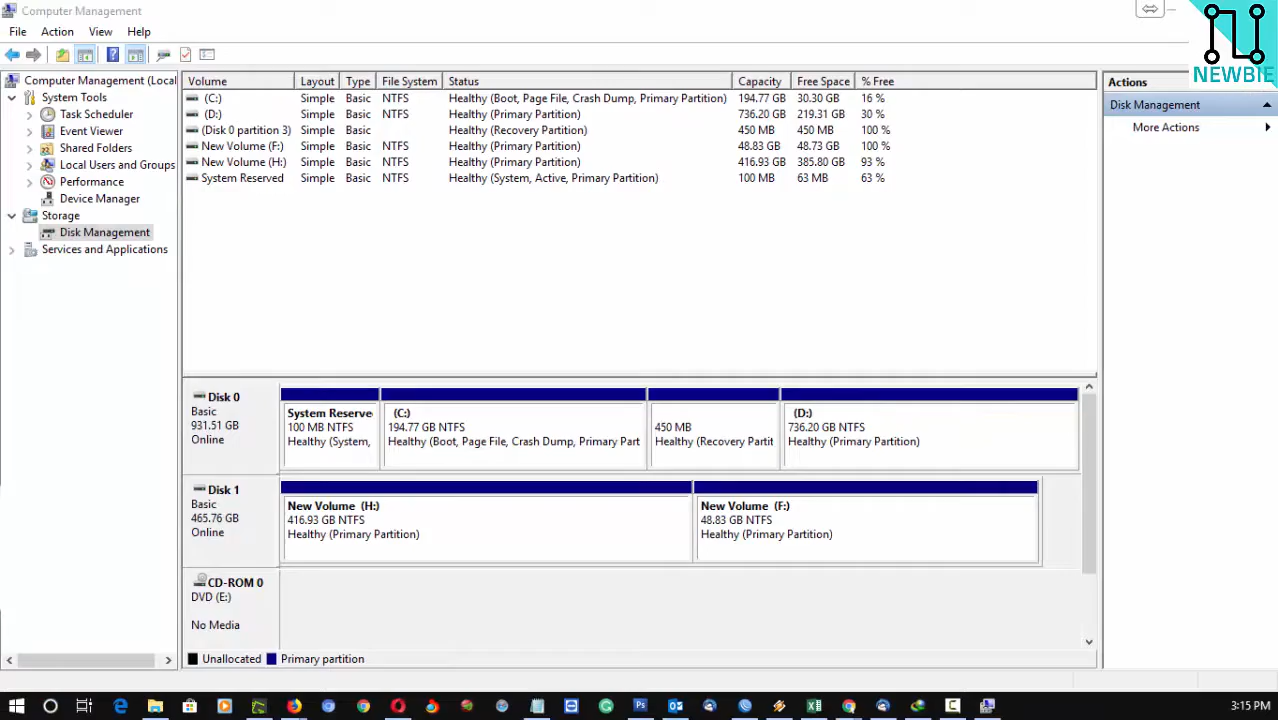 Computer Management
File Action View Help
NEWBIE
Computer Management (Local
System Tools
Task Scheduler
Event Viewer
Shared Folders
Local Users and Groups
Performance
Device Manager
Storage
Disk Management
Services and Applications
Volume Layout Type File System Status Capacity Free Space % Free
(C:) Simple Basic NTFS Healthy (Boot, Page File, Crash Dump, Primary Partition) 194.77 GB 30.30 GB 16 %
(D:) Simple Basic NTFS Healthy (Primary Partition) 736.20 GB 219.31 GB 30 %
(Disk 0 partition 3) Simple Basic Healthy (Recovery Partition) 450 MB 450 MB 100 %
New Volume (F:) Simple Basic NTFS Healthy (Primary Partition) 48.83 GB 48.73 GB 100 %
New Volume (H:) Simple Basic NTFS Healthy (Primary Partition) 416.93 GB 385.80 GB 93 %
System Reserved Simple Basic NTFS Healthy (System, Active, Primary Partition) 100 MB 63 MB 63 %
Actions
Disk Management
More Actions
Disk 0
Basic
931.51 GB
Online
System Reserve
100 MB NTFS
Healthy (System,
(C:)
194.77 GB NTFS
Healthy (Boot, Page File, Crash Dump, Primary Part
450 MB
Healthy (Recovery Partit
(D:)
736.20 GB NTFS
Healthy (Primary Partition)
Disk 1
Basic
465.76 GB
Online
New Volume (H:)
416.93 GB NTFS
Healthy (Primary Partition)
New Volume (F:)
48.83 GB NTFS
Healthy (Primary Partition)
CD-ROM 0
DVD (E:)
No Media
Unallocated Primary partition
3:15 PM